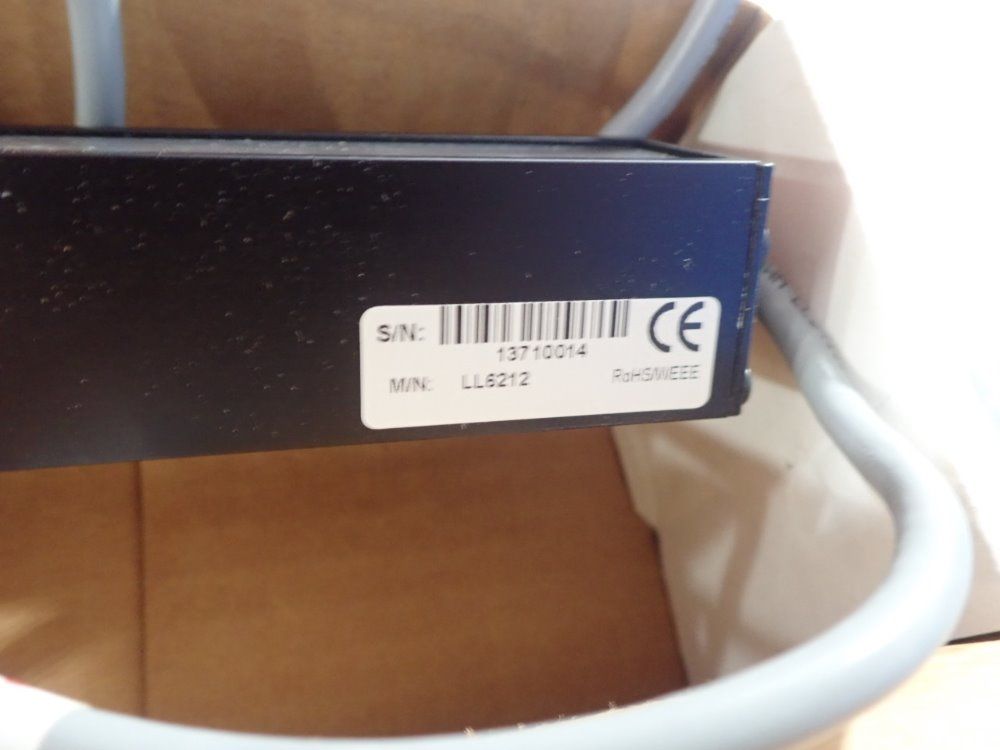 S/N:
13710014
CE
M/N: LL6212
RoHS/WEEE